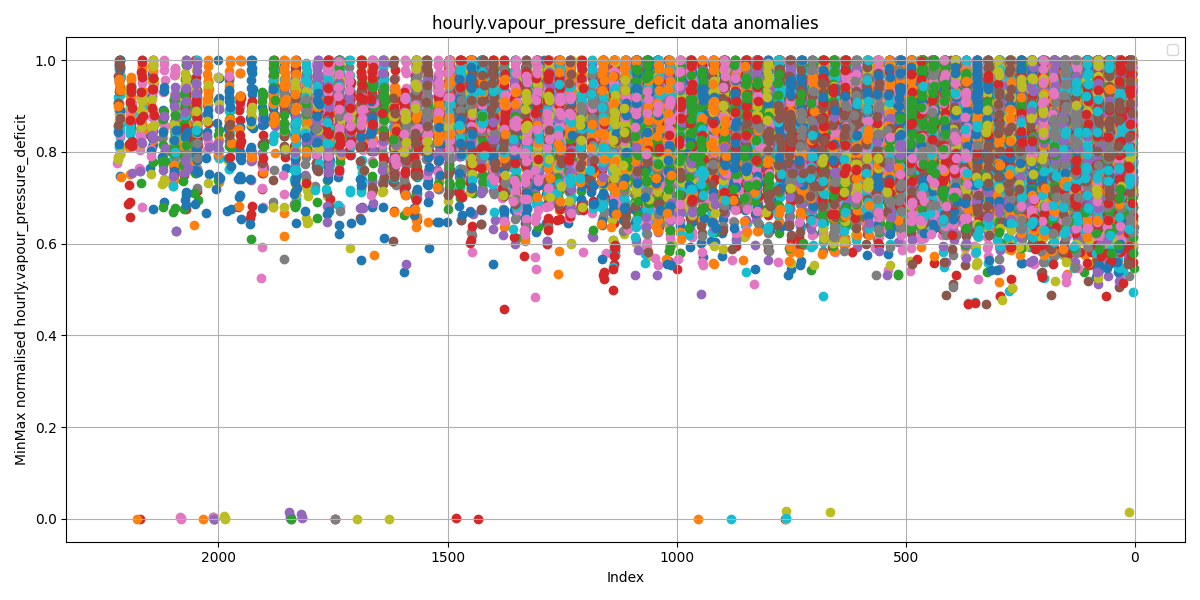 hourly.vapour_pressure_deficit data anomalies
MinMax normalised hourly.vapour_pressure_deficit
1.0
0.8
0.6
0.4
0.2
0.0
2000 1500 1000 500 0
Index